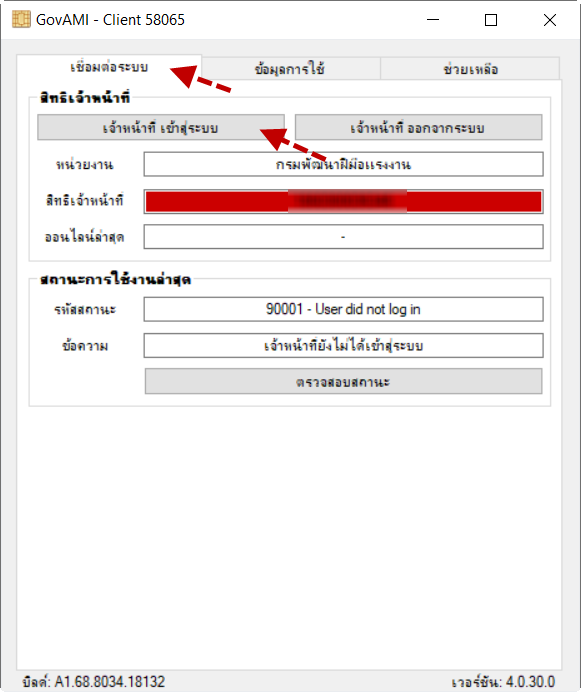 GovAMI - Client 58065
เชื่อมต่อระบบ ข้อมูลการใช้ ช่วยเหลือ
สิทธิเจ้าหน้าที่
เจ้าหน้าที่ เข้าสู่ระบบ เจ้าหน้าที่ ออกจากระบบ
หน่วยงาน กรมพัฒนาฝีมือแรงงาน
สิทธิเจ้าหน้าที่
ออนไลน์ล่าสุด -
สถานะการใช้งานล่าสุด
รหัสสถานะ 90001 - User did not log in
ข้อความ เจ้าหน้าที่ยังไม่ได้เข้าสู่ระบบ
ตรวจสอบสถานะ
บิลด์: A1.68.8034.18132 เวอร์ชัน: 4.0.30.0